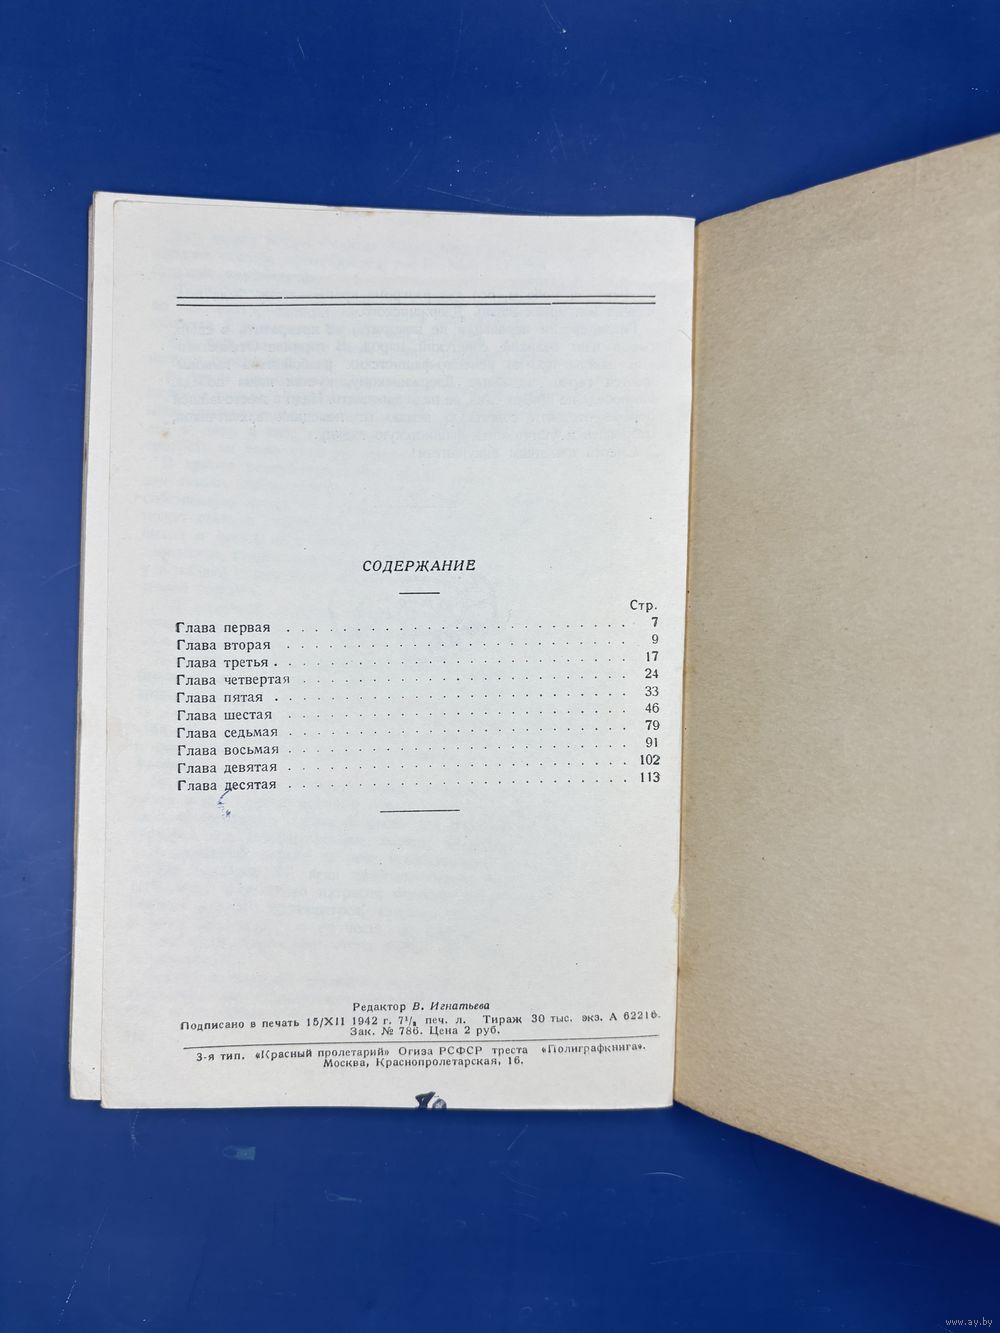 СОДЕРЖАНИЕ
Стр.
Глава первая . . . . . . . . . . . . . . . . . . . . . . . . 7
Глава вторая . . . . . . . . . . . . . . . . . . . . . . . . 9
Глава третья . . . . . . . . . . . . . . . . . . . . . . . . 17
Глава четвертая . . . . . . . . . . . . . . . . . . . . . . . . 24
Глава пятая . . . . . . . . . . . . . . . . . . . . . . . . 33
Глава шестая . . . . . . . . . . . . . . . . . . . . . . . . 46
Глава седьмая . . . . . . . . . . . . . . . . . . . . . . . . 79
Глава восьмая . . . . . . . . . . . . . . . . . . . . . . . . 91
Глава девятая . . . . . . . . . . . . . . . . . . . . . . . . 102
Глава десятая . . . . . . . . . . . . . . . . . . . . . . . . 113
Редактор В. Игнатьева
Подписано в печать 15/XII 1942 г. 7½ печ. л. Тираж 30 тыс. экз. А 62216.
Зак. № 786. Цена 2 руб.
3-я тип. «Красный пролетарий» Огиза РСФСР треста «Полиграфкнига».
Москва, Краснопролетарская, 16.
www.ay.by